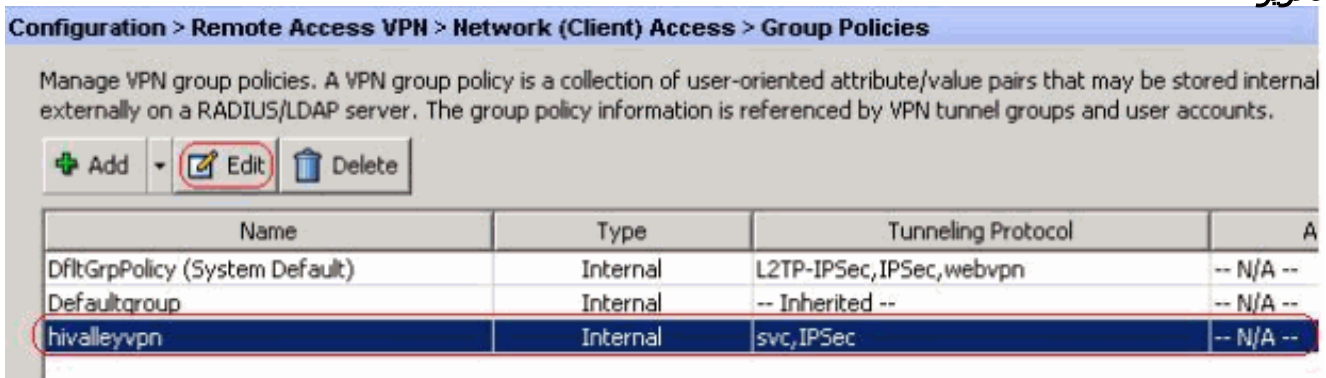 Configuration > Remote Access VPN > Network (Client) Access > Group Policies
Manage VPN group policies. A VPN group policy is a collection of user-oriented attribute/value pairs that may be stored internal
externally on a RADIUS/LDAP server. The group policy information is referenced by VPN tunnel groups and user accounts.
Add Edit Delete
Name Type Tunneling Protocol A
DfltGrpPolicy (System Default) Internal L2TP-IPSec,IPSec,webvpn -- N/A --
Defaultgroup Internal -- Inherited -- -- N/A --
hivalleyvpn Internal svc,IPSec -- N/A --